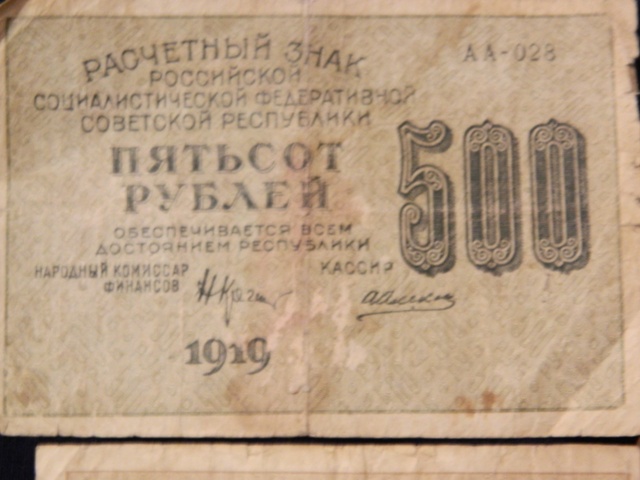 РАСЧЕТНЫЙ ЗНАК
АА-028
РОССИЙСКОЙ
СОЦИАЛИСТИЧЕСКОЙ ФЕДЕРАТИВНОЙ
СОВЕТСКОЙ РЕСПУБЛИКИ
ПЯТЬСОТ
РУБЛЕЙ
500
ОБЕСПЕЧИВАЕТСЯ ВСЕМ
ДОСТОЯНИЕМ РЕСПУБЛИКИ
НАРОДНЫЙ КОМИССАР
ФИНАНСОВ
КАССИР
1919